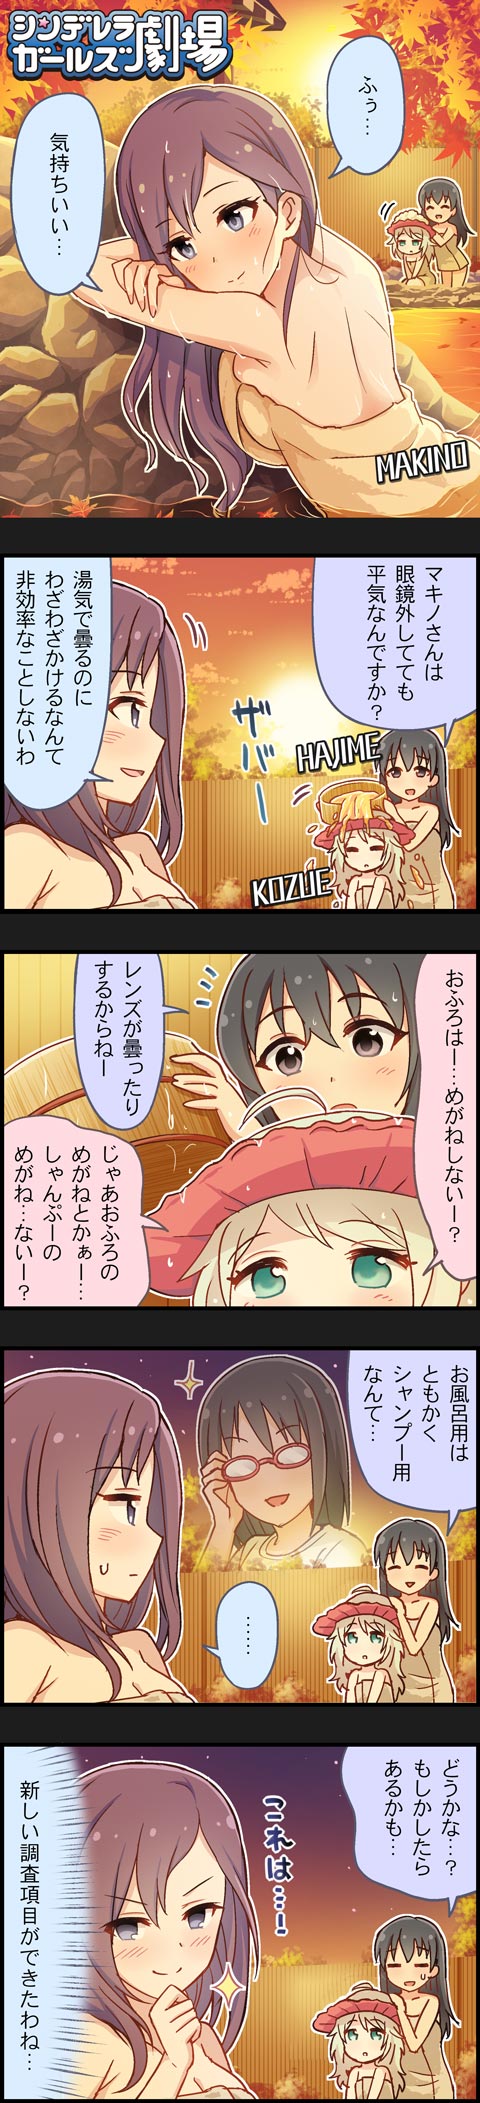 シンデレラ
ガールズ劇場
ふぅ…
気持ちいい…
MAKINO
マキノさんは
眼鏡外してても
平気なんですか？
湯気で曇るのに
わざわざかけるなんて
非効率なことしないわ
ザバー
HAJIME
KOZUE
おふろはー…めがねしないー？
レンズが曇ったり
するからねー
じゃあおふろの
めがねとかぁー…
しゃんぷーの
めがね…ないー？
お風呂用は
ともかく
シャンプー用
なんて…
……
どうかな…？
もしかしたら
あるかも…
これは…！
新しい調査項目ができたわね…